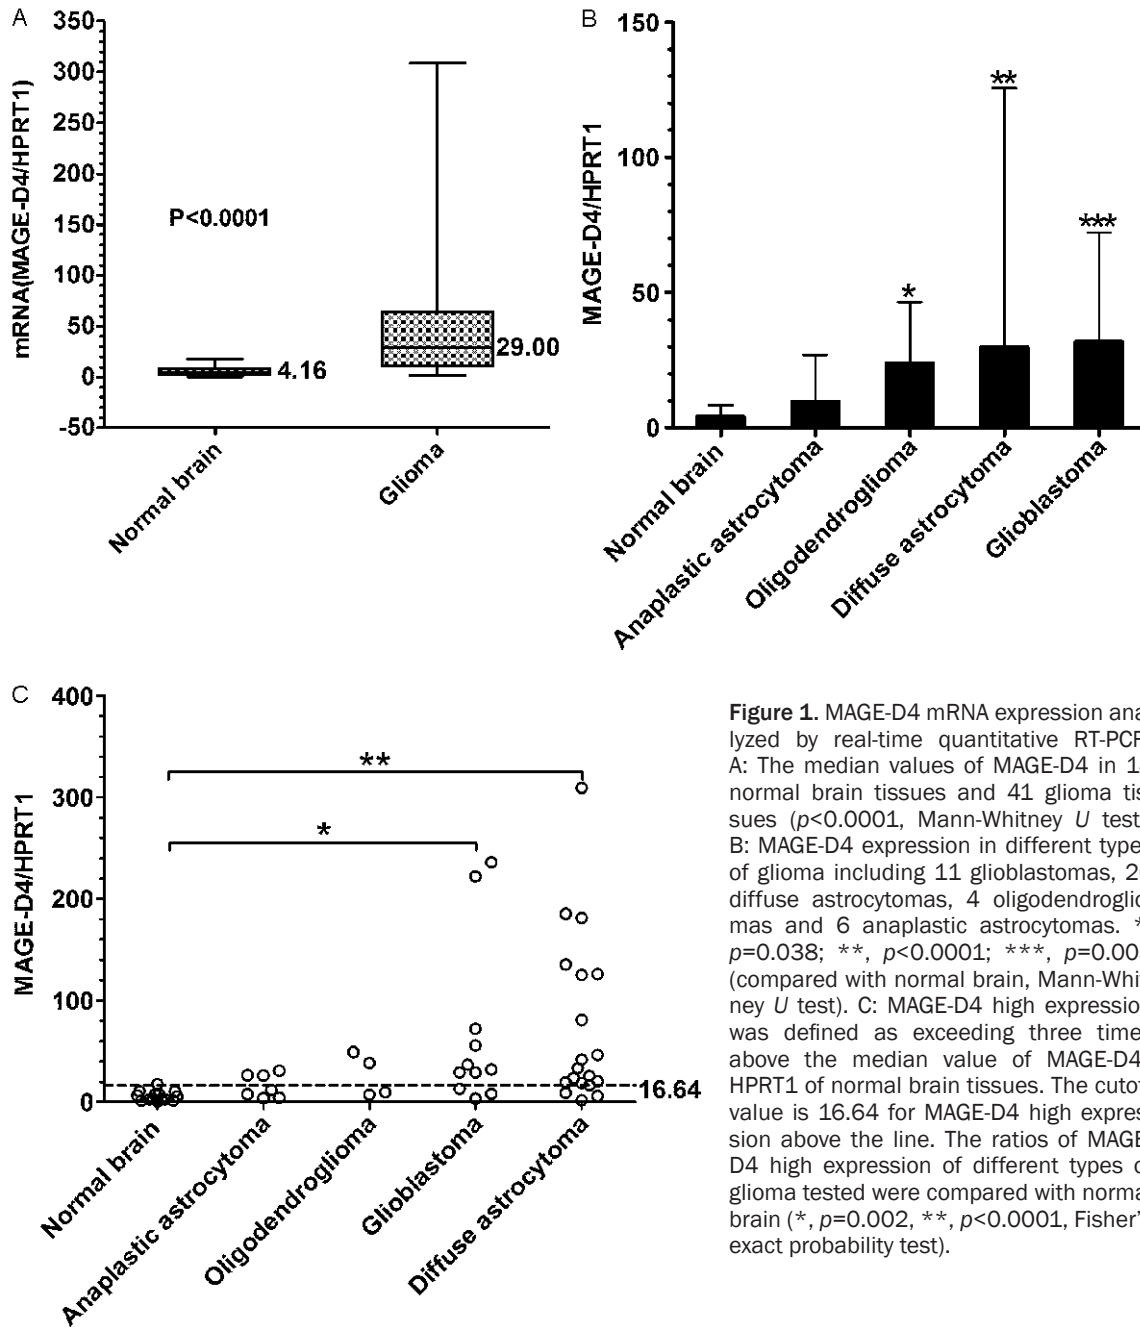 A
350
300
250
200
150
100
50
0
-50
mRNA(MAGE-D4/HPRT1)
P<0.0001
4.16
29.00
Normal brain
Glioma
B
150
100
50
0
MAGE-D4/HPRT1
*
**
***
Normal brain
Anaplastic astrocytoma
Oligodendroglioma
Diffuse astrocytoma
Glioblastoma
C
400
300
200
100
0
MAGE-D4/HPRT1
**
*
16.64
Normal brain
Anaplastic astrocytoma
Oligodendroglioma
Glioblastoma
Diffuse astrocytoma
Figure 1. MAGE-D4 mRNA expression ana-
lyzed by real-time quantitative RT-PCR
A: The median values of MAGE-D4 in
normal brain tissues and 41 glioma tis-
sues (p<0.0001, Mann-Whitney U test
B: MAGE-D4 expression in different type
of glioma including 11 glioblastomas,
diffuse astrocytomas, 4 oligodendroglio
mas and 6 anaplastic astrocytomas. *
p=0.038; **, p<0.0001; ***,
(compared with normal brain, Mann-Whit
ney U test). C: MAGE-D4 high expression
was defined as exceeding three time
above the median value of MAGE-D4
HPRT1 of normal brain tissues. The
value is 16.64 for MAGE-D4 high expres
sion above the line. The ratios of MAGE
D4 high expression of different types
glioma tested were compared with normal
brain (*, p=0.002, **, p<0.0001, Fisher'
exact probability test).